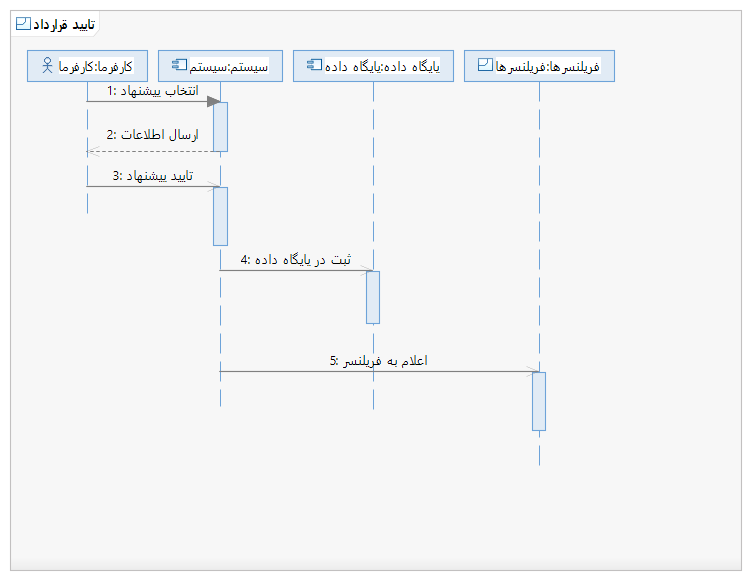 تایید قرارداد
کارفرما:کارفرما
سیستم:سیستم
پایگاه داده:پایگاه داده
فریلنسرها:فریلنسرها
1: انتخاب پیشنهاد
2: ارسال اطلاعات
3: تایید پیشنهاد
4: ثبت در پایگاه داده
5: اعلام به فریلنسر